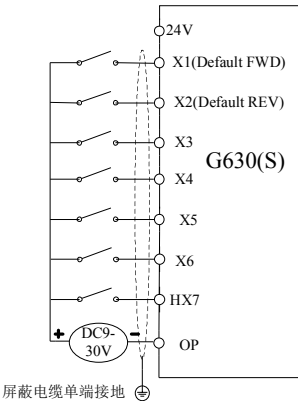 24V
X1(Default FWD)
X2(Default REV)
X3
G630(S)
X4
X5
X6
HX7
+ DC9-30V −
OP
屏蔽电缆单端接地